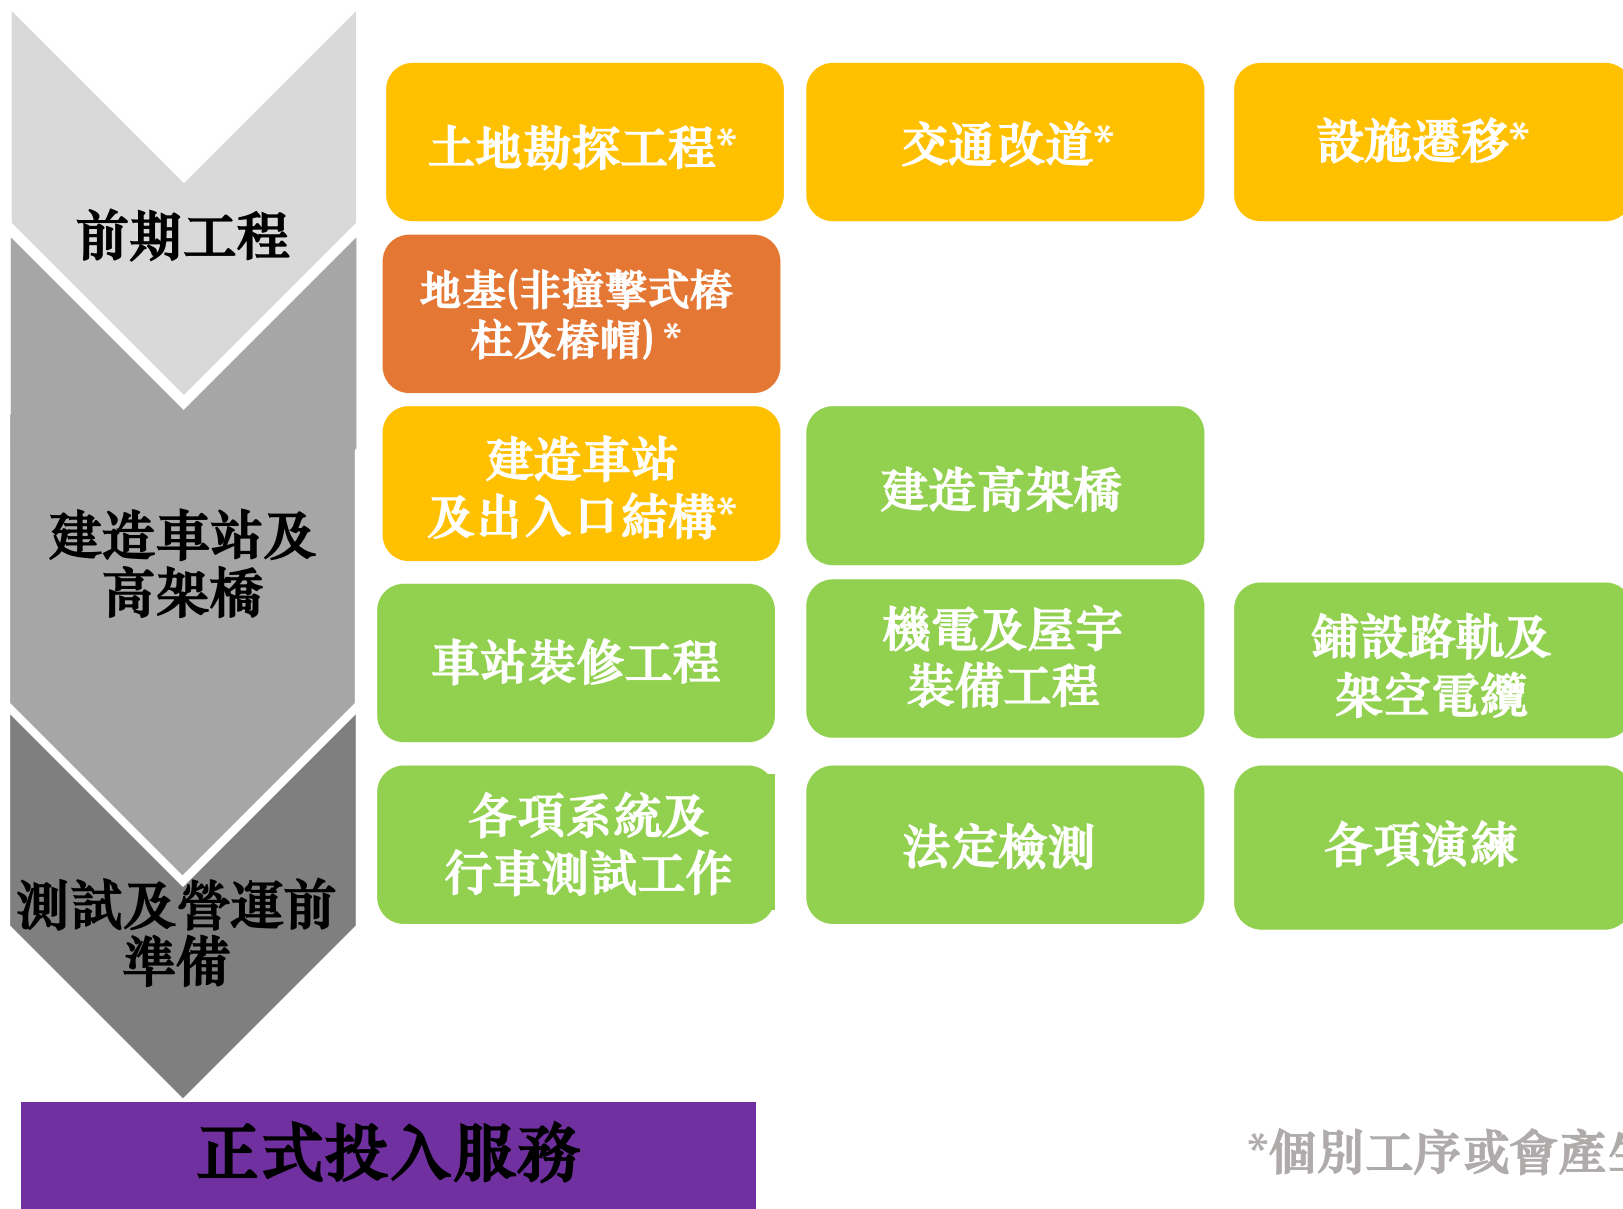 前期工程
土地勘探工程*
交通改道*
設施遷移*
地基(非撞擊式樁
柱及樁帽) *
建造車站及
高架橋
建造車站
及出入口結構*
建造高架橋
車站裝修工程
機電及屋宇
裝備工程
鋪設路軌及
架空電纜
測試及營運前
準備
各項系統及
行車測試工作
法定檢測
各項演練
正式投入服務
*個別工序或會產